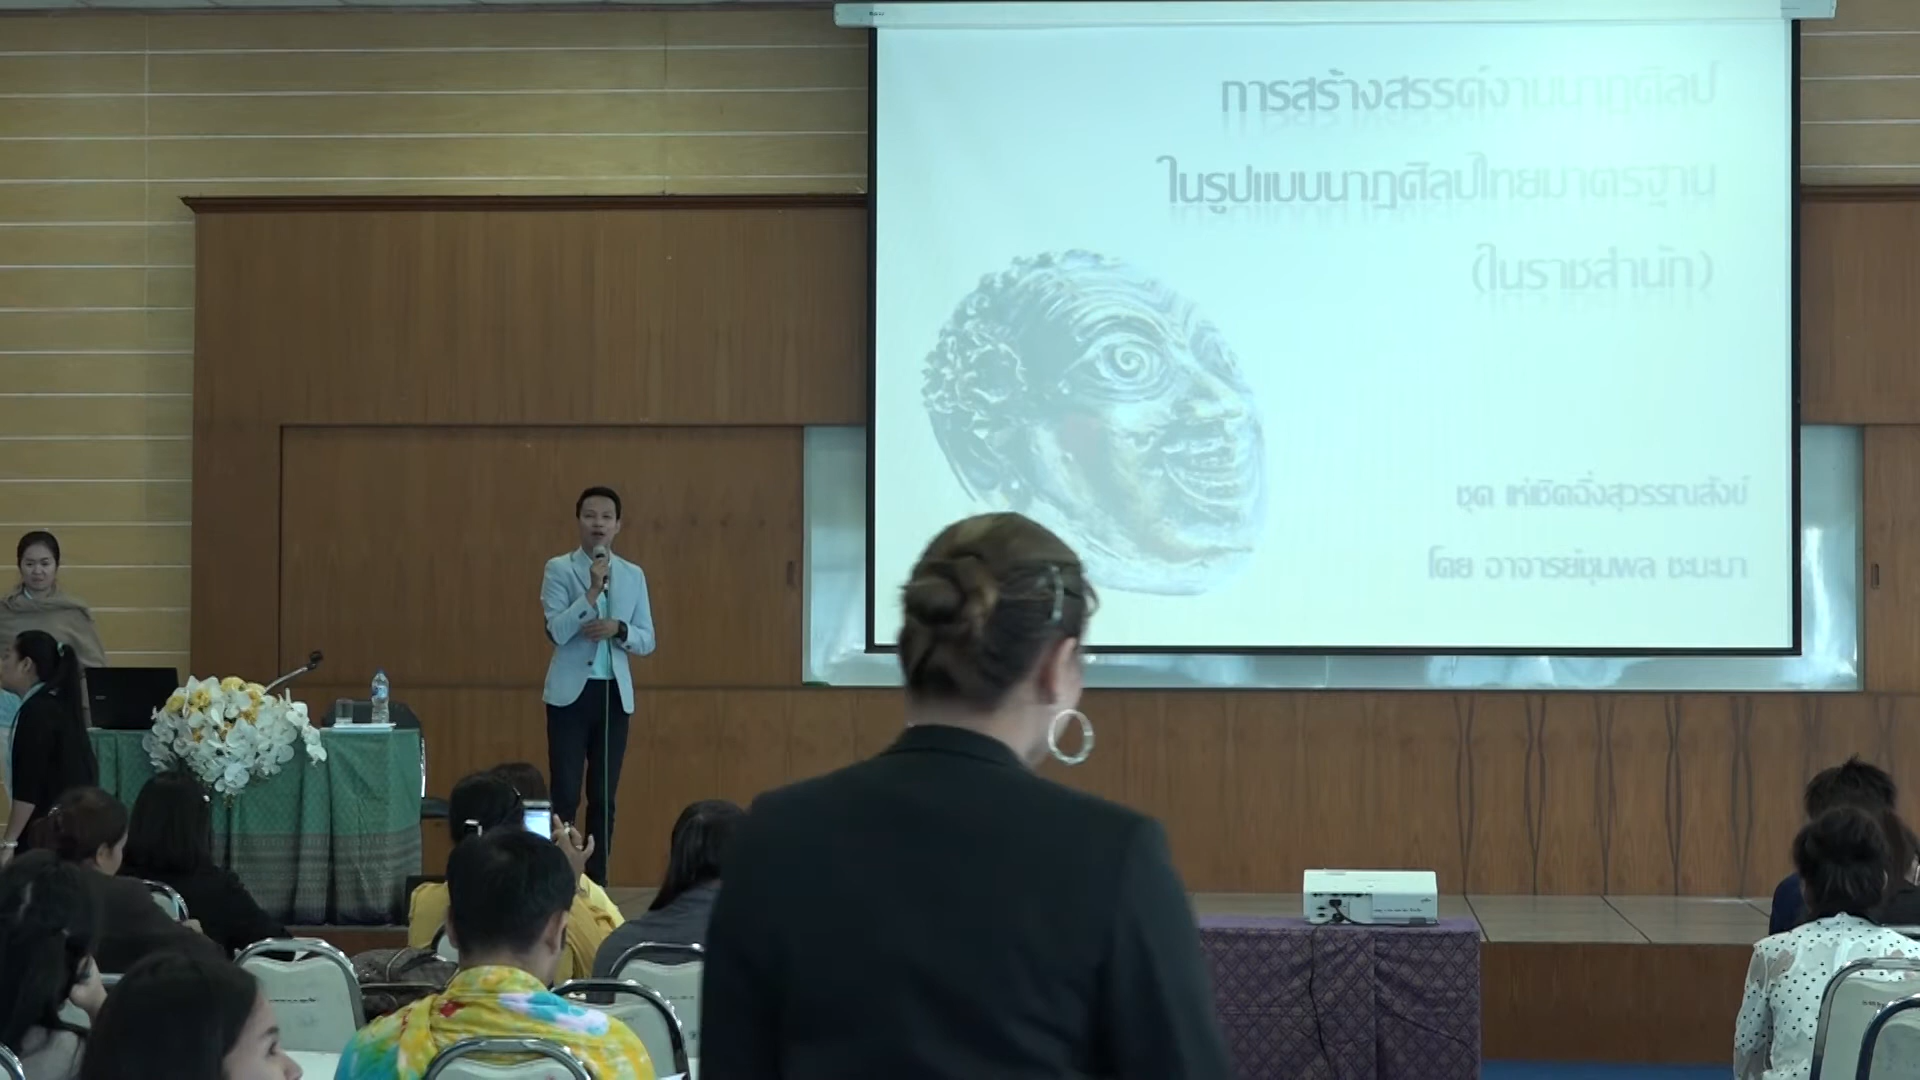 การสร้างสรรค์งานนาฏศิลป์
ในรูปแบบนาฏศิลป์ไทยมาตรฐาน
(ในราชสำนัก)
ชุด เห่เชิดฉิ่งสุวรรณสังข์
โดย อาจารย์ชุมพล ชะนะมา